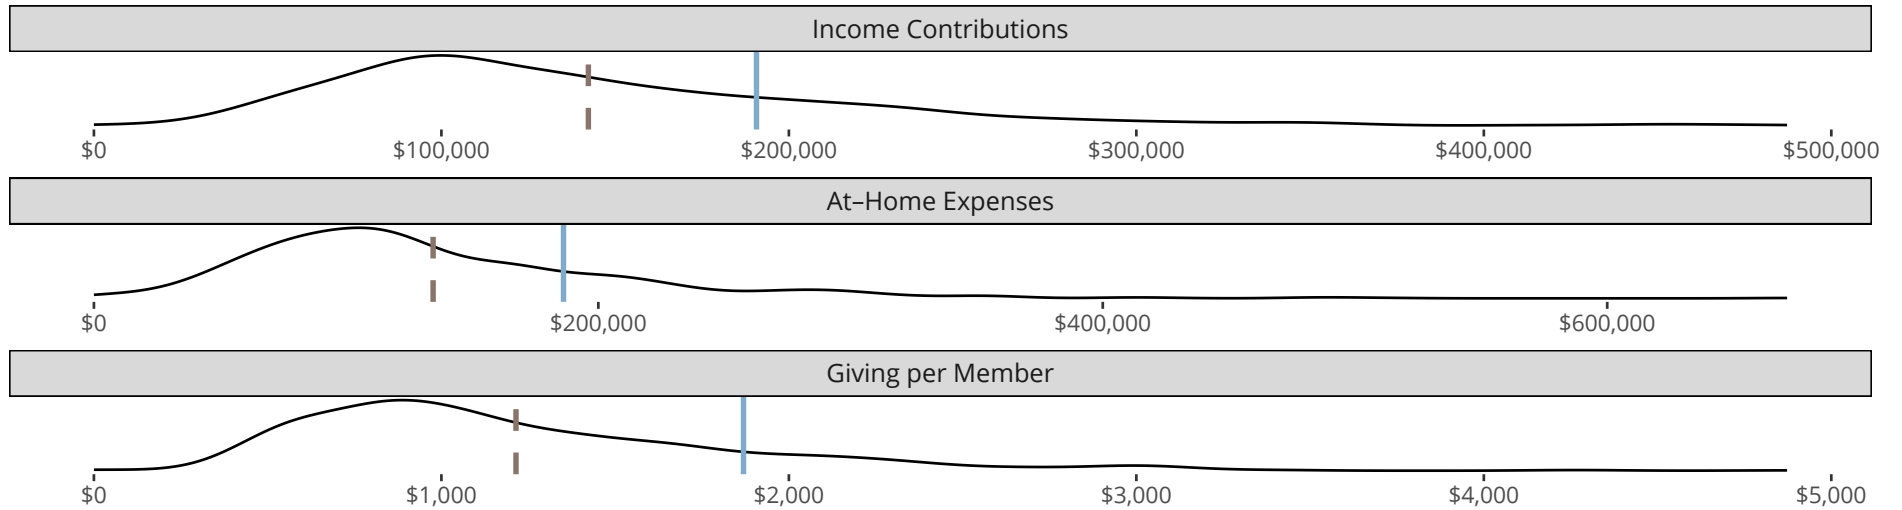 Income Contributions
$0 $100,000 $200,000 $300,000 $400,000 $500,000
At–Home Expenses
$0 $200,000 $400,000 $600,000
Giving per Member
$0 $1,000 $2,000 $3,000 $4,000 $5,000